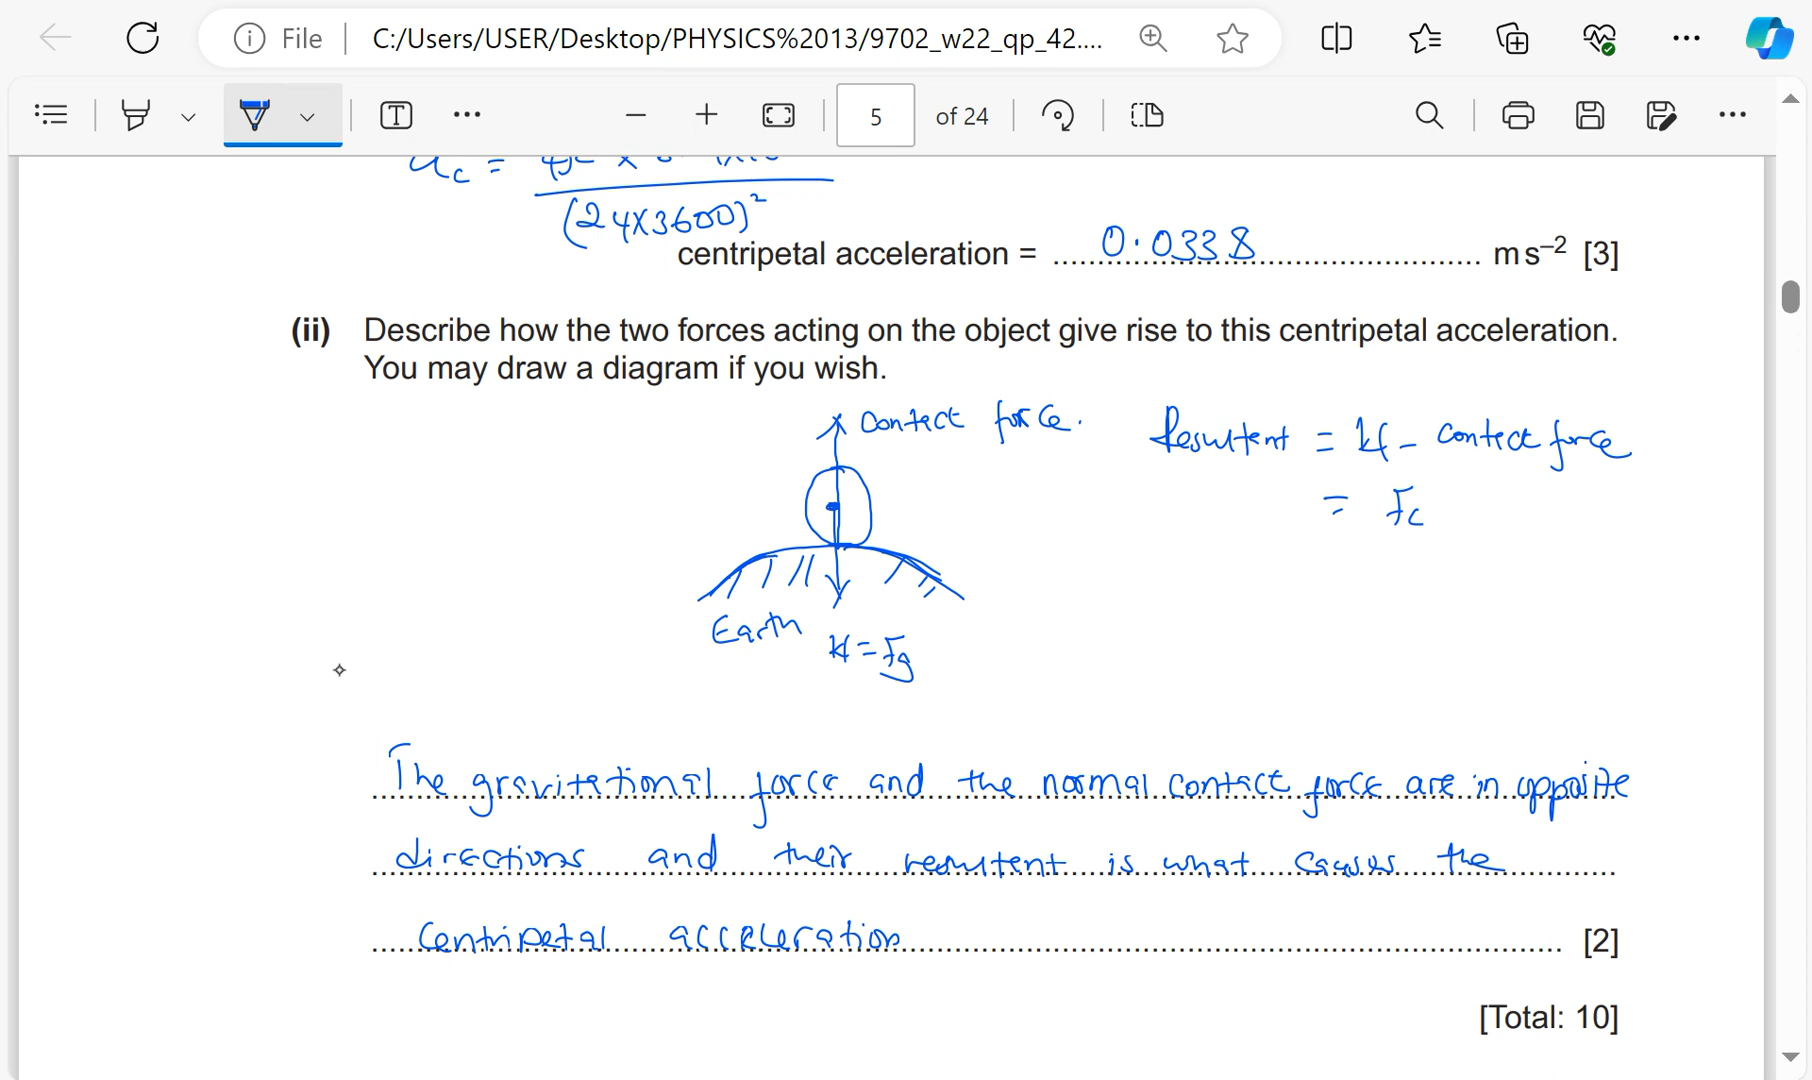 File C:/Users/USER/Desktop/PHYSICS%2013/9702_w22_qp_42....
5 of 24
(24x3600)²
centripetal acceleration = 0.0338 m s⁻² [3]
(ii) Describe how the two forces acting on the object give rise to this centripetal acceleration.
You may draw a diagram if you wish.
Contact force.
Resultant = W - Contact force
= Fc
Earth
W = Fg
The gravitational force and the normal contact force are in opposite
directions and their resultant is what causes the
centripetal acceleration [2]
[Total: 10]